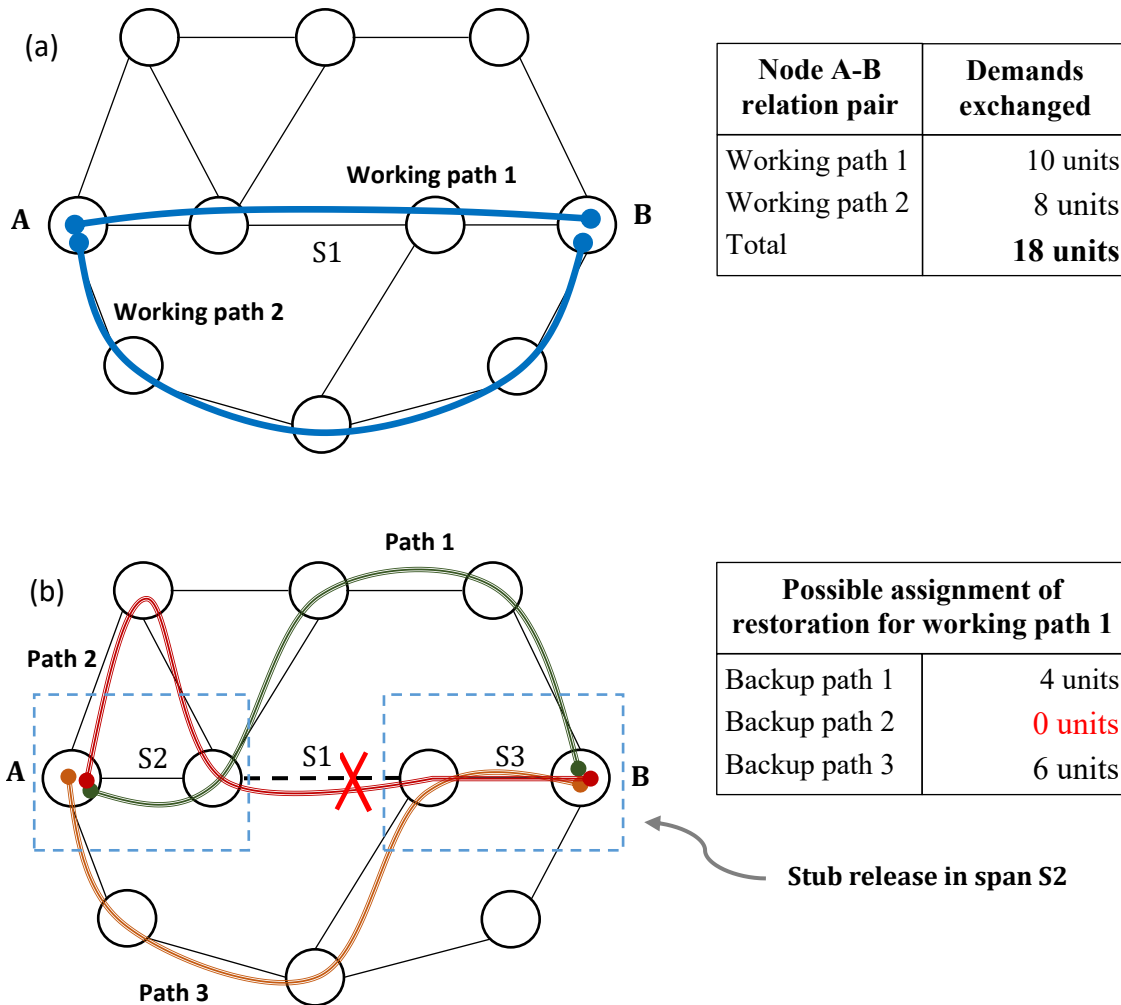 (a)
Working path 1
A
B
S1
Working path 2
Node A-B relation pair
Demands exchanged
Working path 1 10 units
Working path 2 8 units
Total 18 units
(b)
Path 1
Path 2
A
S2
S1
S3
B
Path 3
Possible assignment of
restoration for working path 1
Backup path 1 4 units
Backup path 2 0 units
Backup path 3 6 units
Stub release in span S2